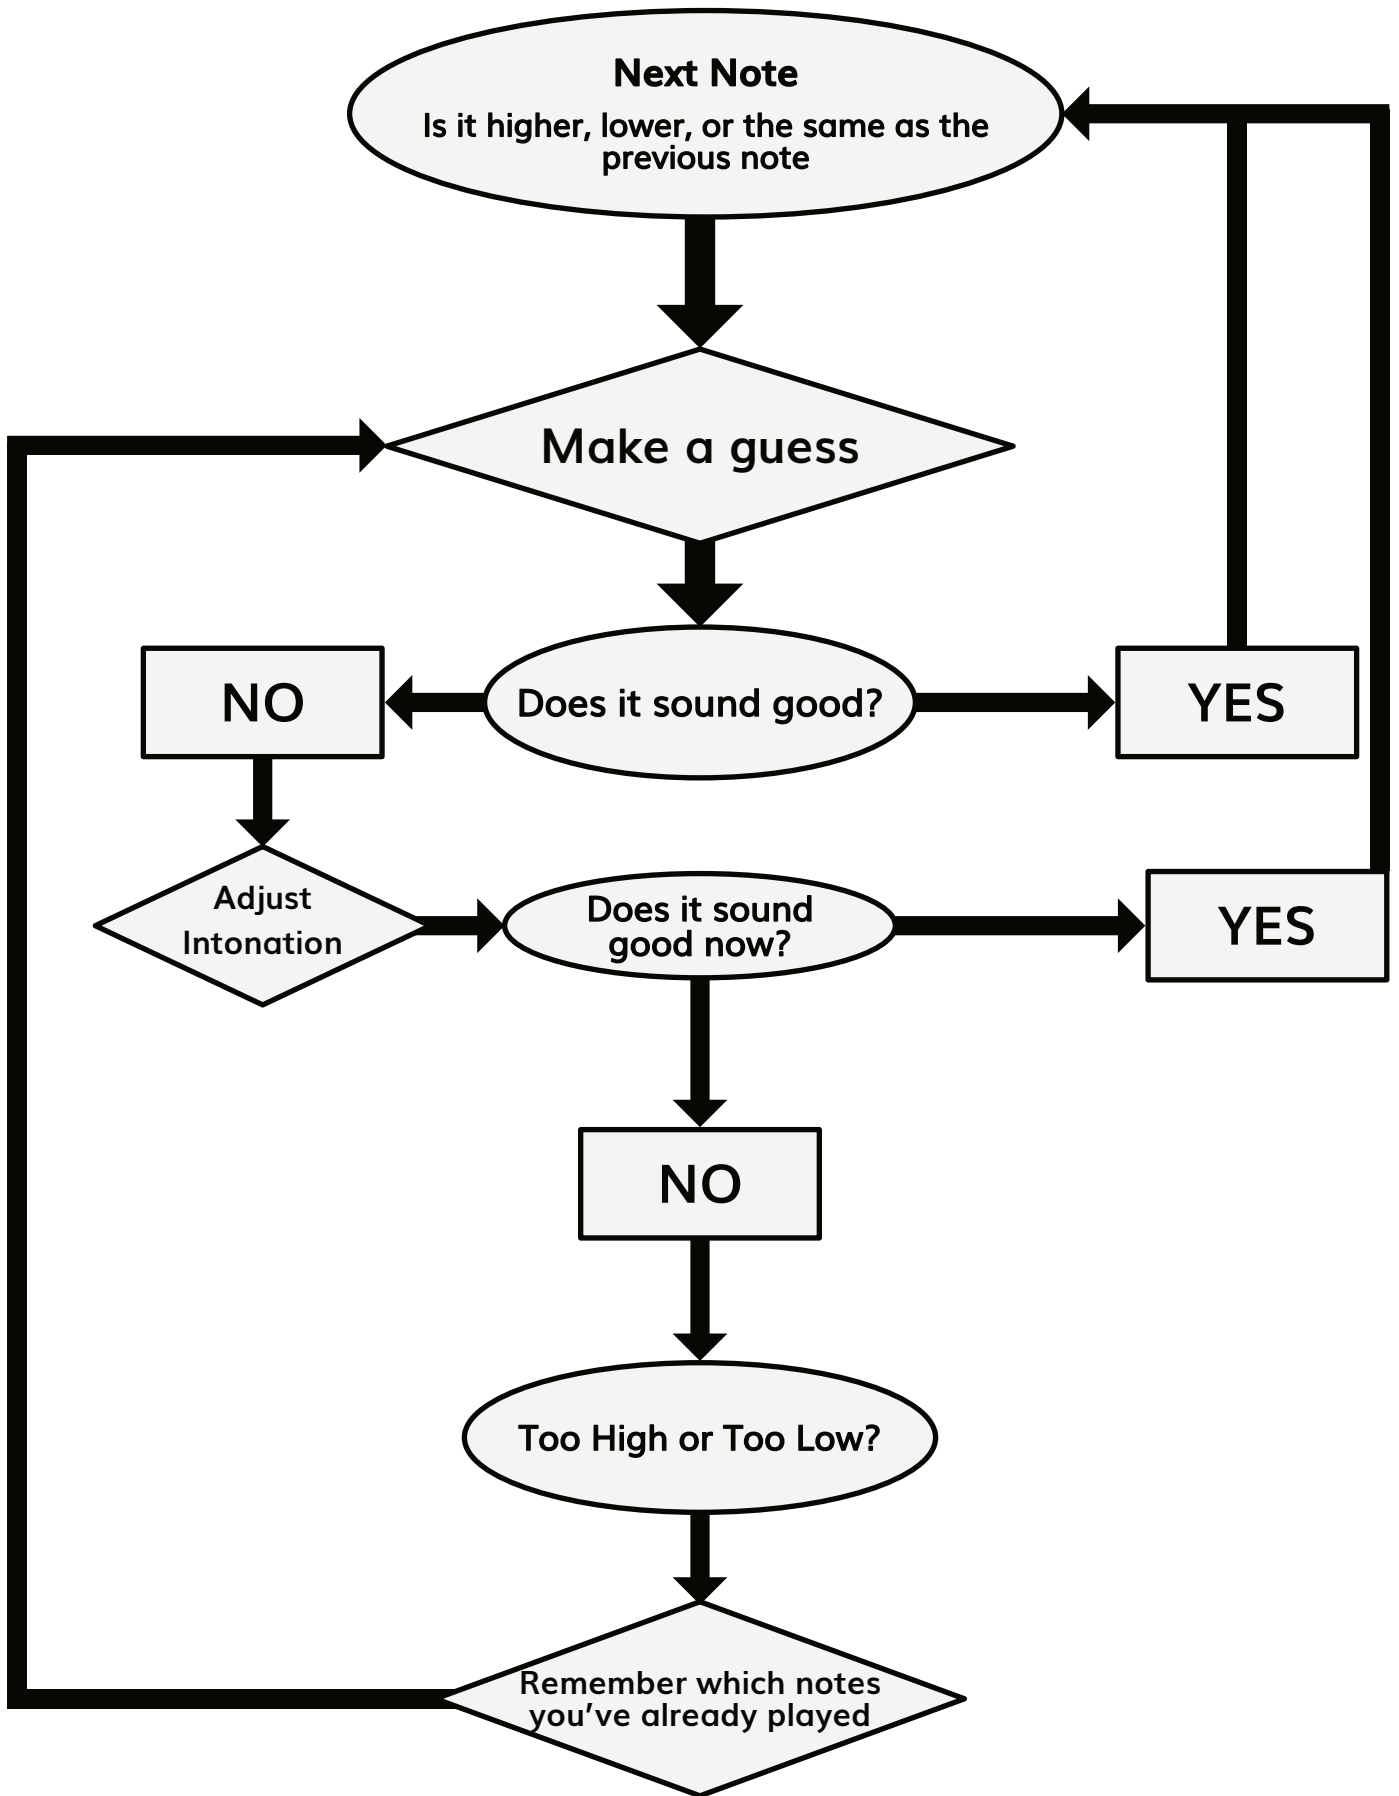 Next Note
Is it higher, lower, or the same as the
previous note
Make a guess
NO
Does it sound good?
YES
Adjust
Intonation
Does it sound
good now?
YES
NO
Too High or Too Low?
Remember which notes
you’ve already played